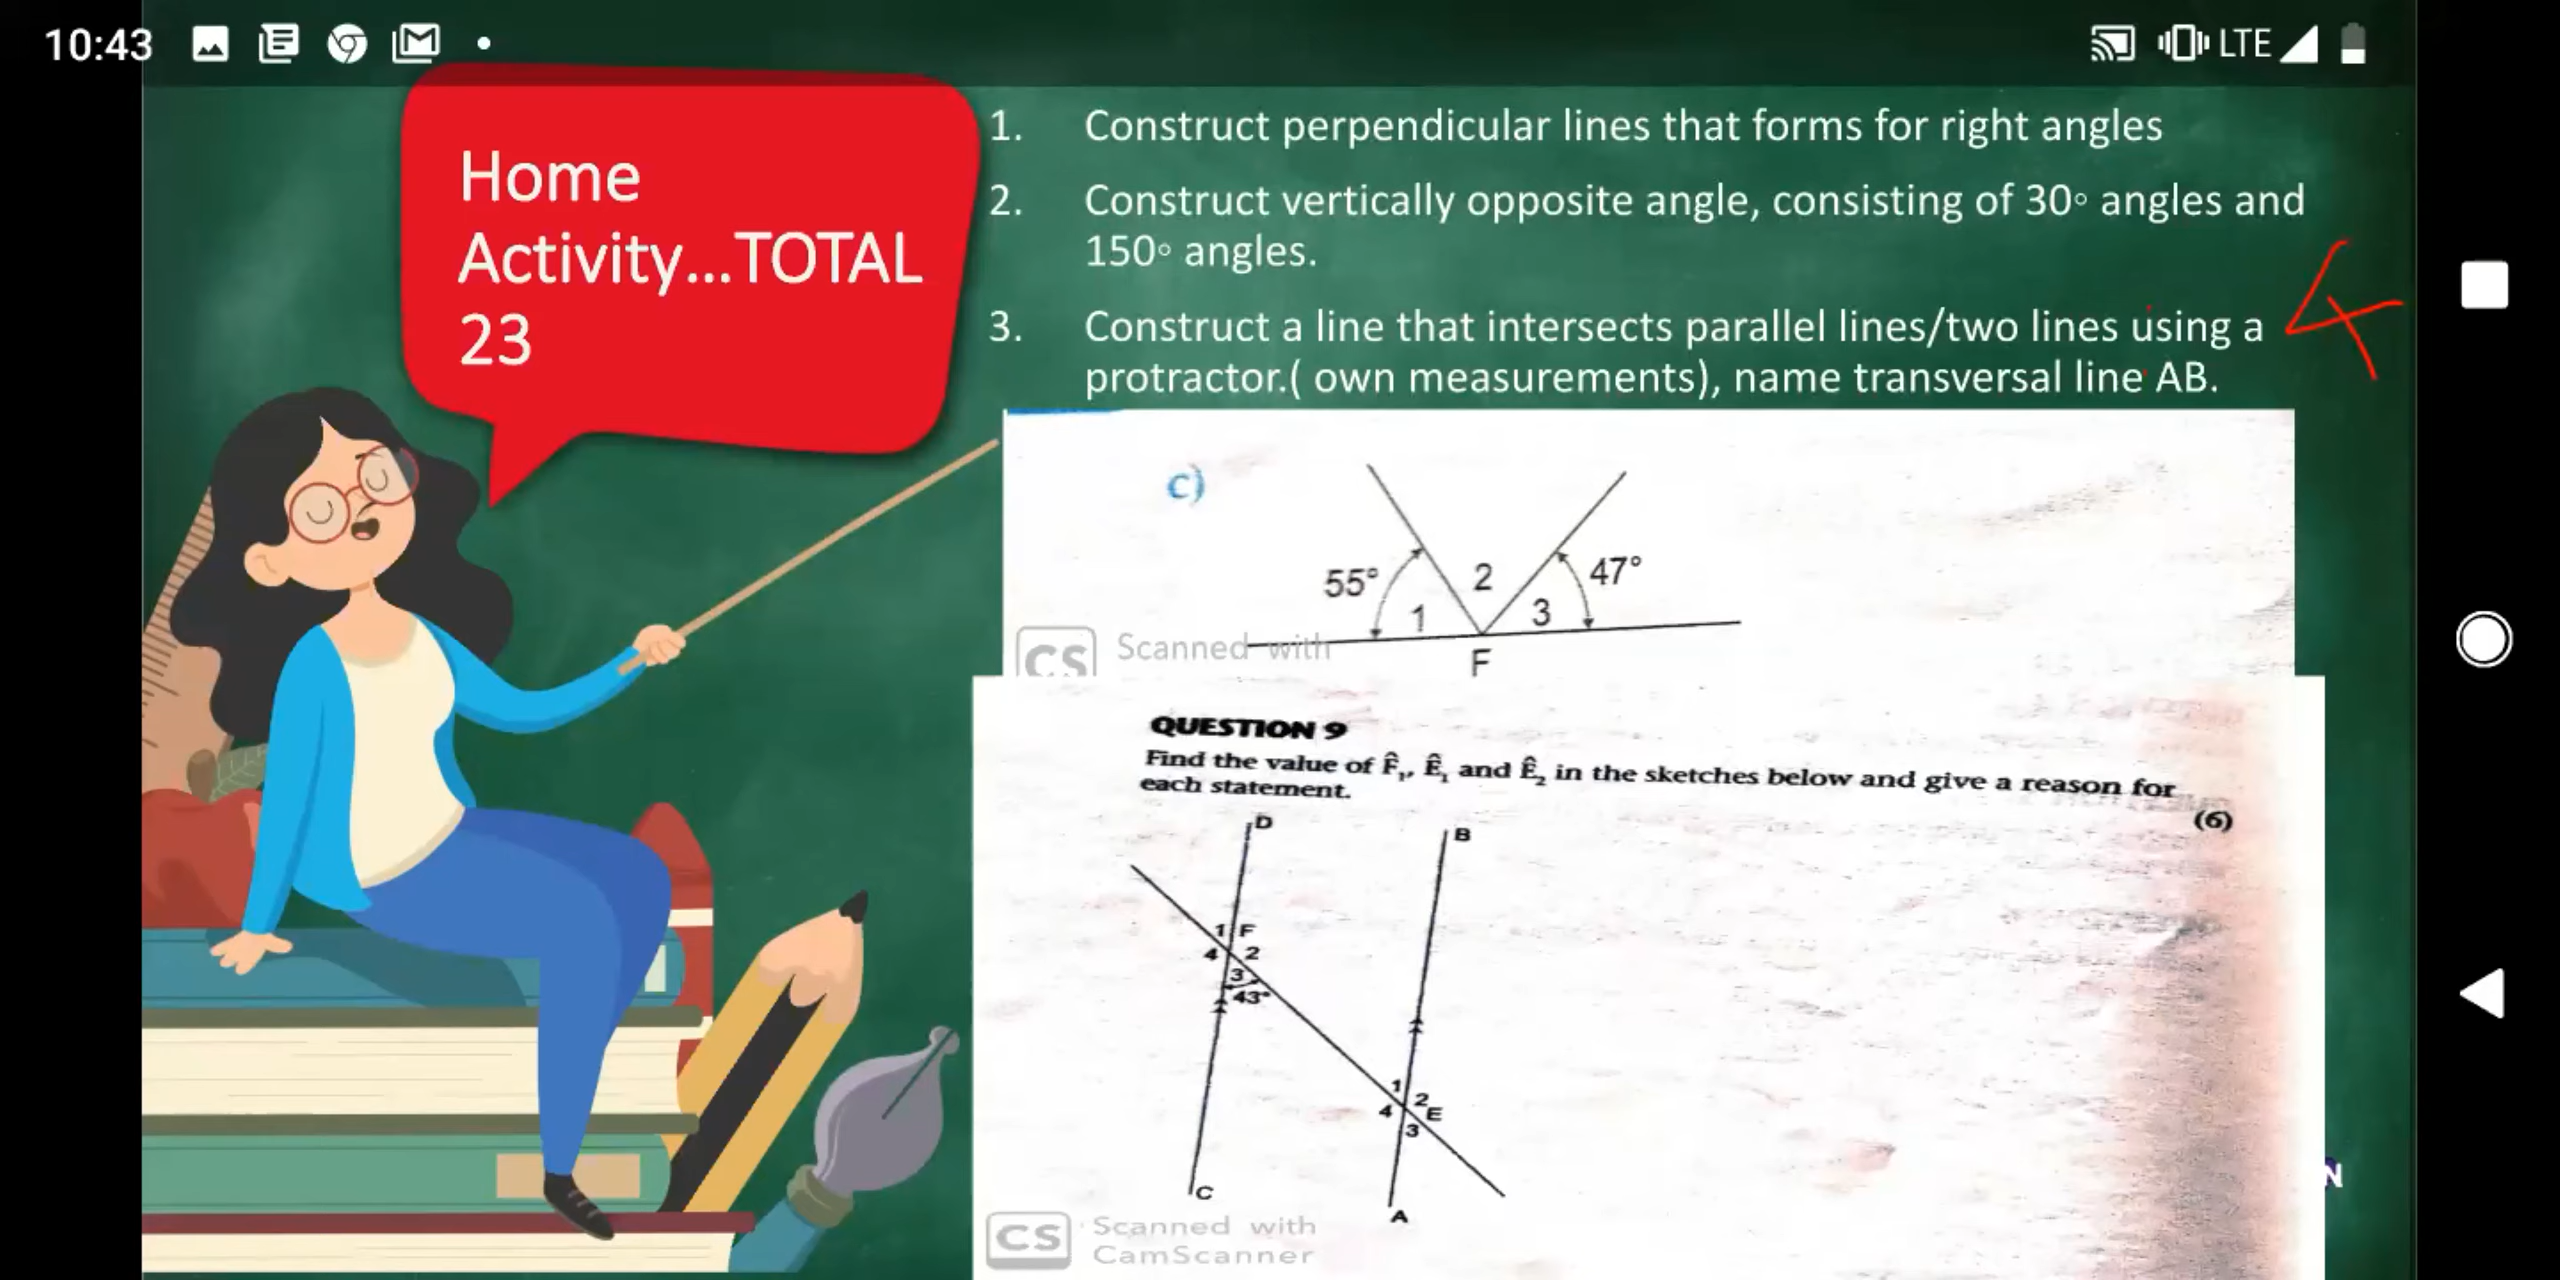 10:43
LTE
Home
Activity...TOTAL
23
1. Construct perpendicular lines that forms for right angles
2. Construct vertically opposite angle, consisting of 30° angles and
150° angles.
3. Construct a line that intersects parallel lines/two lines using a
protractor.( own measurements), name transversal line AB.
4
c)
55°
2
47°
1
3
F
CS Scanned with
QUESTION 9
Find the value of F̂₁, Ê₁ and Ê₂ in the sketches below and give a reason for
each statement.
(6)
D
B
1 F
4 2
3
43°
1
2
4 E
3
C
A
N
CS Scanned with
CamScanner